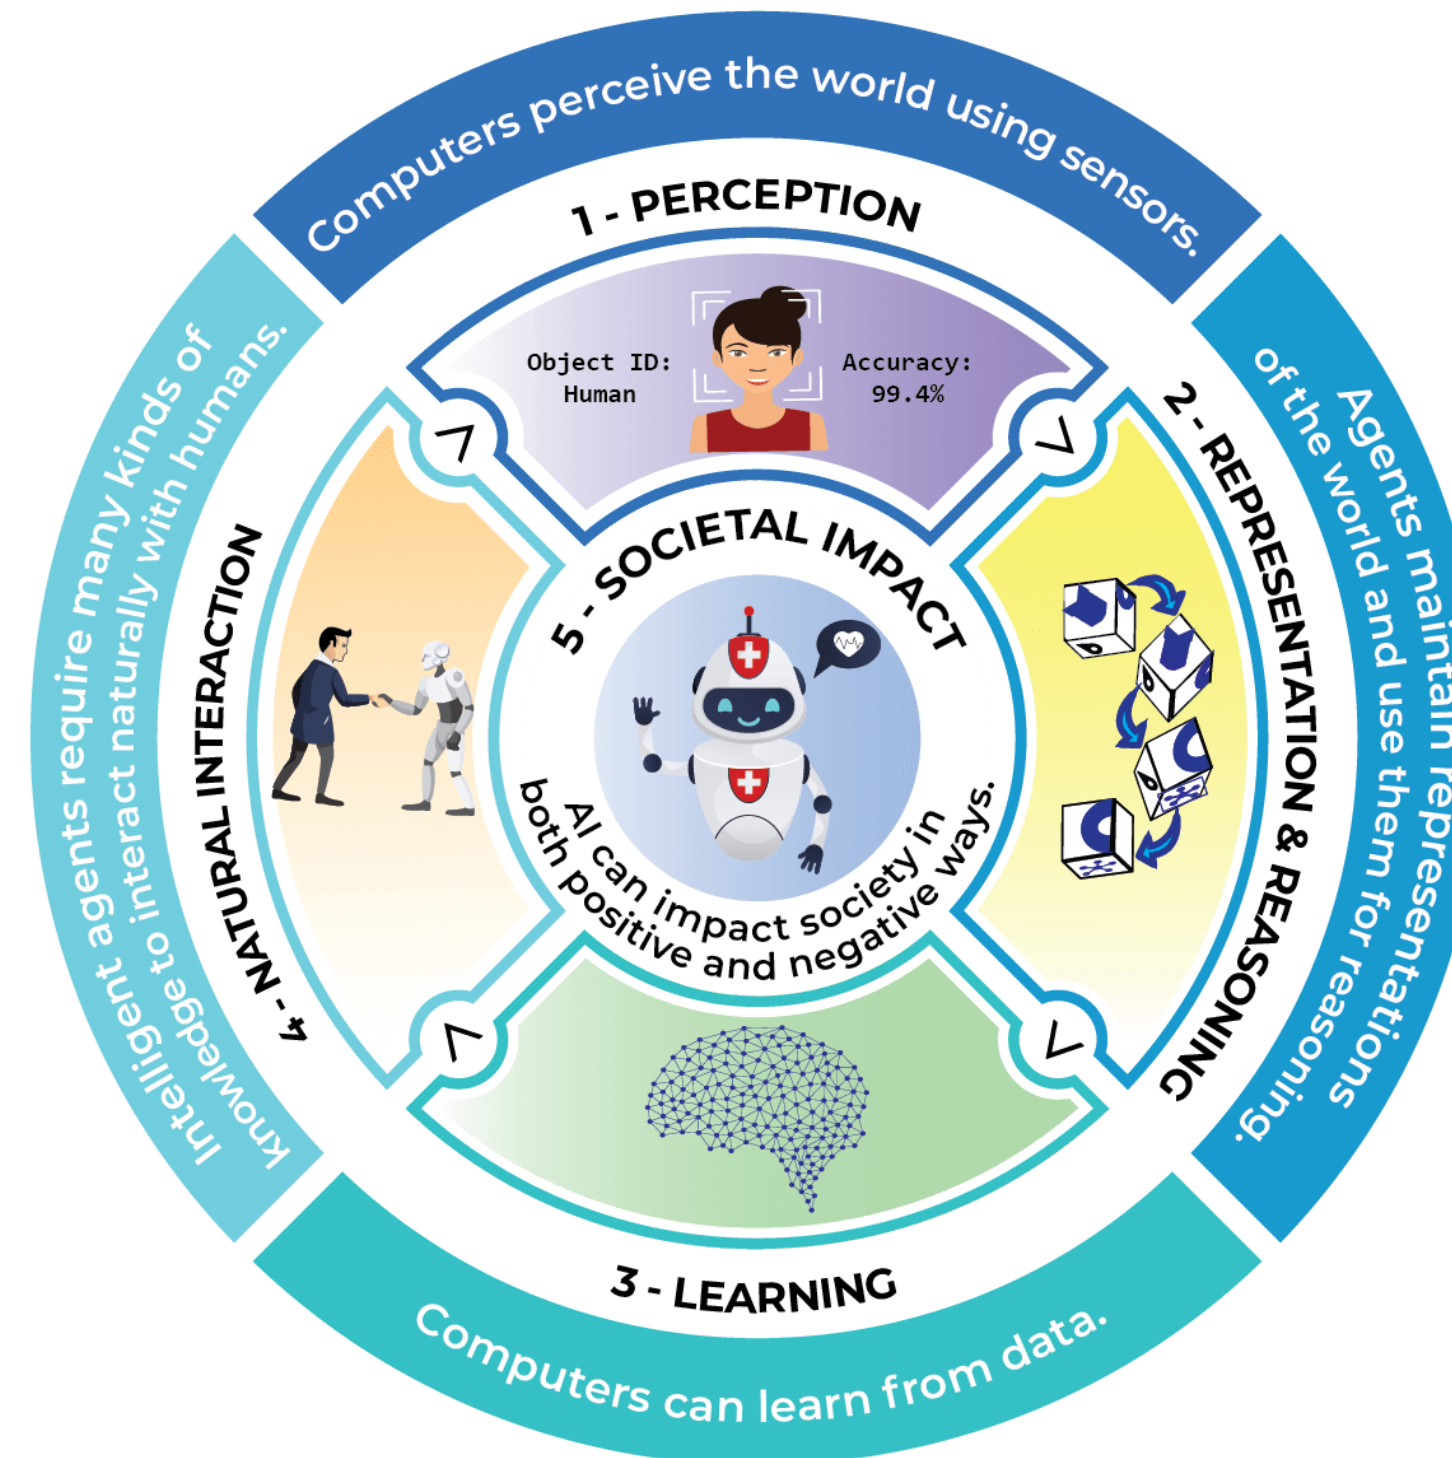 Computers perceive the world using sensors.
1 - PERCEPTION
Object ID:
Human
Accuracy:
99.4%
Agents maintain representations
of the world and use them for reasoning.
2 - REPRESENTATION & REASONING
Computers can learn from data.
3 - LEARNING
Intelligent agents require many kinds of
knowledge to interact naturally with humans.
4 - NATURAL INTERACTION
5 - SOCIETAL IMPACT
AI can impact society in
both positive and negative ways.